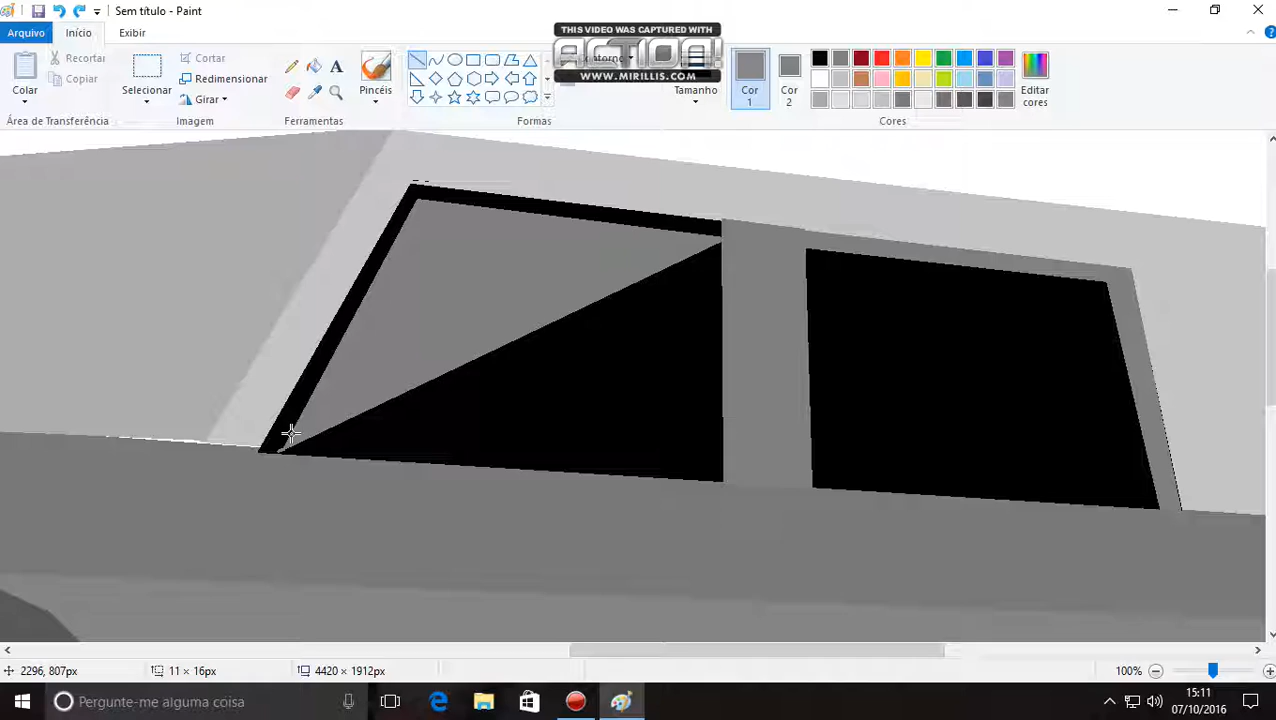 Sem título - Paint
Arquivo
Início
Exibir
THIS VIDEO WAS CAPTURED WITH
ACTION!
WWW.MIRILLIS.COM
Colar
Recortar
Copiar
Área de Transferência
Selecionar
Cortar
Redimensionar
Girar
Imagem
A
Ferramentas
Pincéis
Contorno
Formas
Tamanho
Cor
1
Cor
2
Editar
cores
Cores
2296, 807px
11 × 16px
4420 × 1912px
100%
Pergunte-me alguma coisa
15:11
07/10/2016